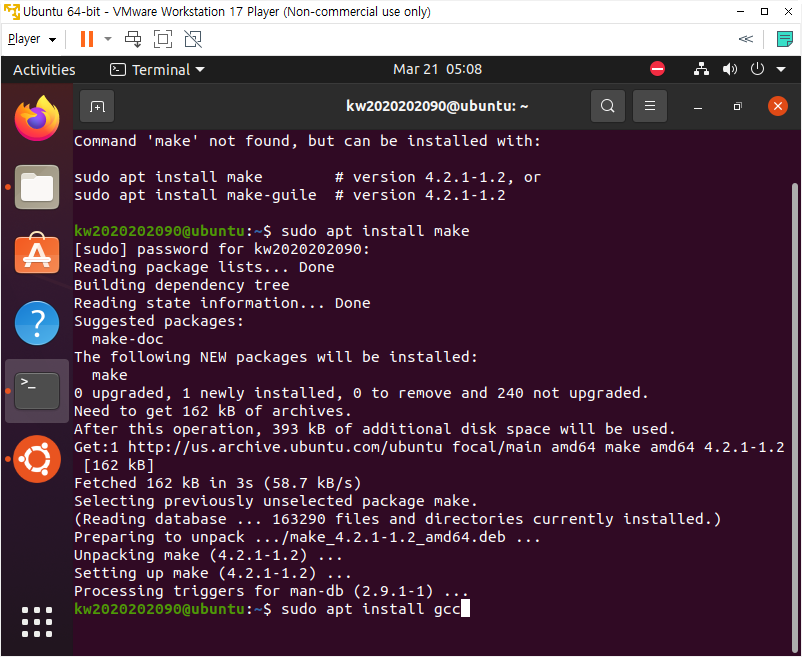 Ubuntu 64-bit - VMware Workstation 17 Player (Non-commercial use only)
Player
Activities Terminal Mar 21 05:08
kw2020202090@ubuntu: ~
Command 'make' not found, but can be installed with:
sudo apt install make        # version 4.2.1-1.2, or
sudo apt install make-guile  # version 4.2.1-1.2
kw2020202090@ubuntu:~$ sudo apt install make
[sudo] password for kw2020202090:
Reading package lists... Done
Building dependency tree
Reading state information... Done
Suggested packages:
  make-doc
The following NEW packages will be installed:
  make
0 upgraded, 1 newly installed, 0 to remove and 240 not upgraded.
Need to get 162 kB of archives.
After this operation, 393 kB of additional disk space will be used.
Get:1 http://us.archive.ubuntu.com/ubuntu focal/main amd64 make amd64 4.2.1-1.2
 [162 kB]
Fetched 162 kB in 3s (58.7 kB/s)
Selecting previously unselected package make.
(Reading database ... 163290 files and directories currently installed.)
Preparing to unpack .../make_4.2.1-1.2_amd64.deb ...
Unpacking make (4.2.1-1.2) ...
Setting up make (4.2.1-1.2) ...
Processing triggers for man-db (2.9.1-1) ...
kw2020202090@ubuntu:~$ sudo apt install gcc